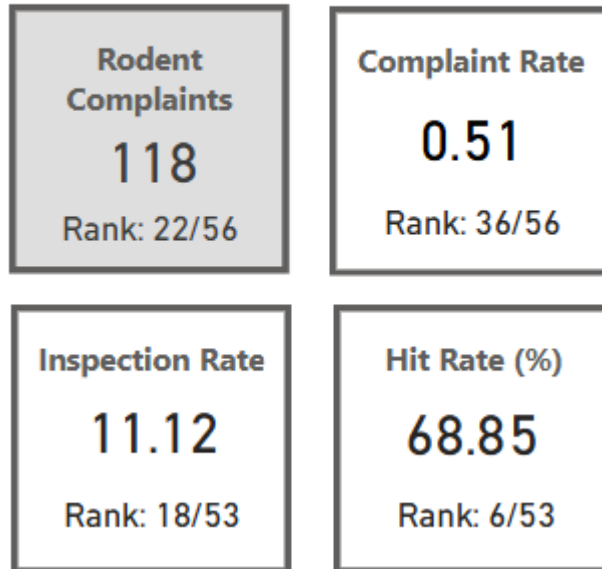 Rodent
Complaints
118
Rank: 22/56
Complaint Rate
0.51
Rank: 36/56
Inspection Rate
11.12
Rank: 18/53
Hit Rate (%)
68.85
Rank: 6/53